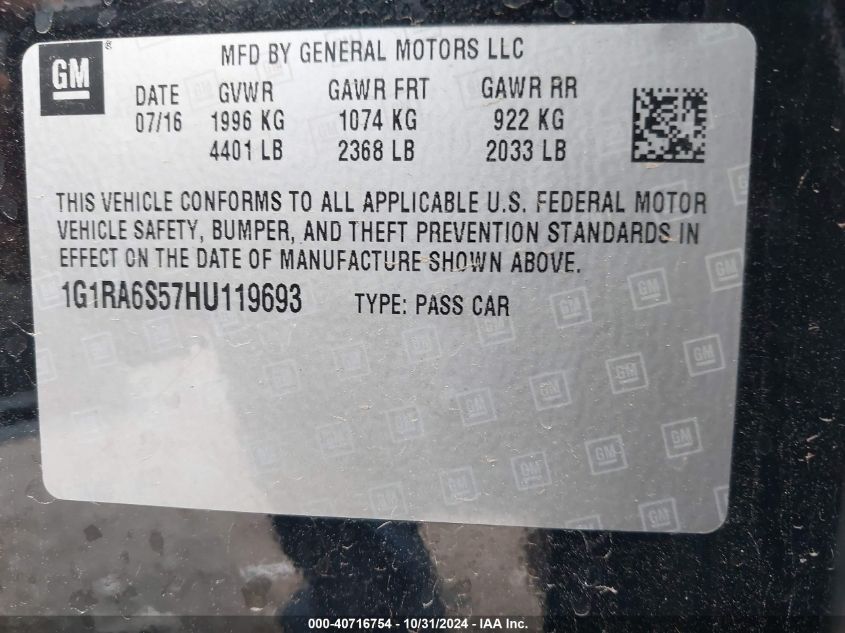 GM ® MFD BY GENERAL MOTORS LLC
DATE GVWR GAWR FRT GAWR RR
07/16 1996 KG 1074 KG 922 KG
4401 LB 2368 LB 2033 LB
THIS VEHICLE CONFORMS TO ALL APPLICABLE U.S. FEDERAL MOTOR
VEHICLE SAFETY, BUMPER, AND THEFT PREVENTION STANDARDS IN
EFFECT ON THE DATE OF MANUFACTURE SHOWN ABOVE.
1G1RA6S57HU119693 TYPE: PASS CAR
000-40716754 - 10/31/2024 - IAA Inc.